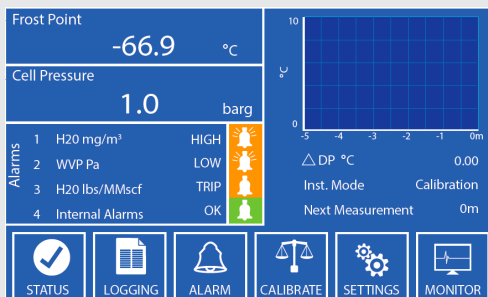 Frost Point
-66.9 °C
Cell Pressure
1.0 barg
Alarms
1 H20 mg/m³ HIGH
2 WVP Pa LOW
3 H20 lbs/MMscf TRIP
4 Internal Alarms OK
10
°C
0
-5 -4 -3 -2 -1 0m
△DP °C 0.00
Inst. Mode Calibration
Next Measurement 0m
STATUS LOGGING ALARM CALIBRATE SETTINGS MONITOR